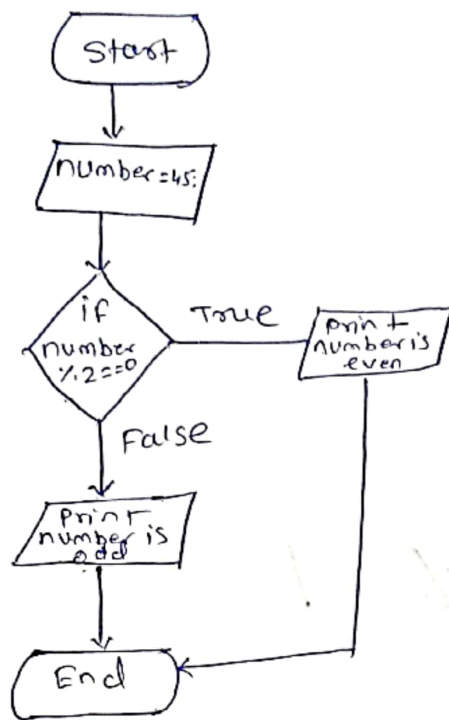 Start
number=45;
if
number
%2==0
True
print
number is
even
False
print
number is
odd
End